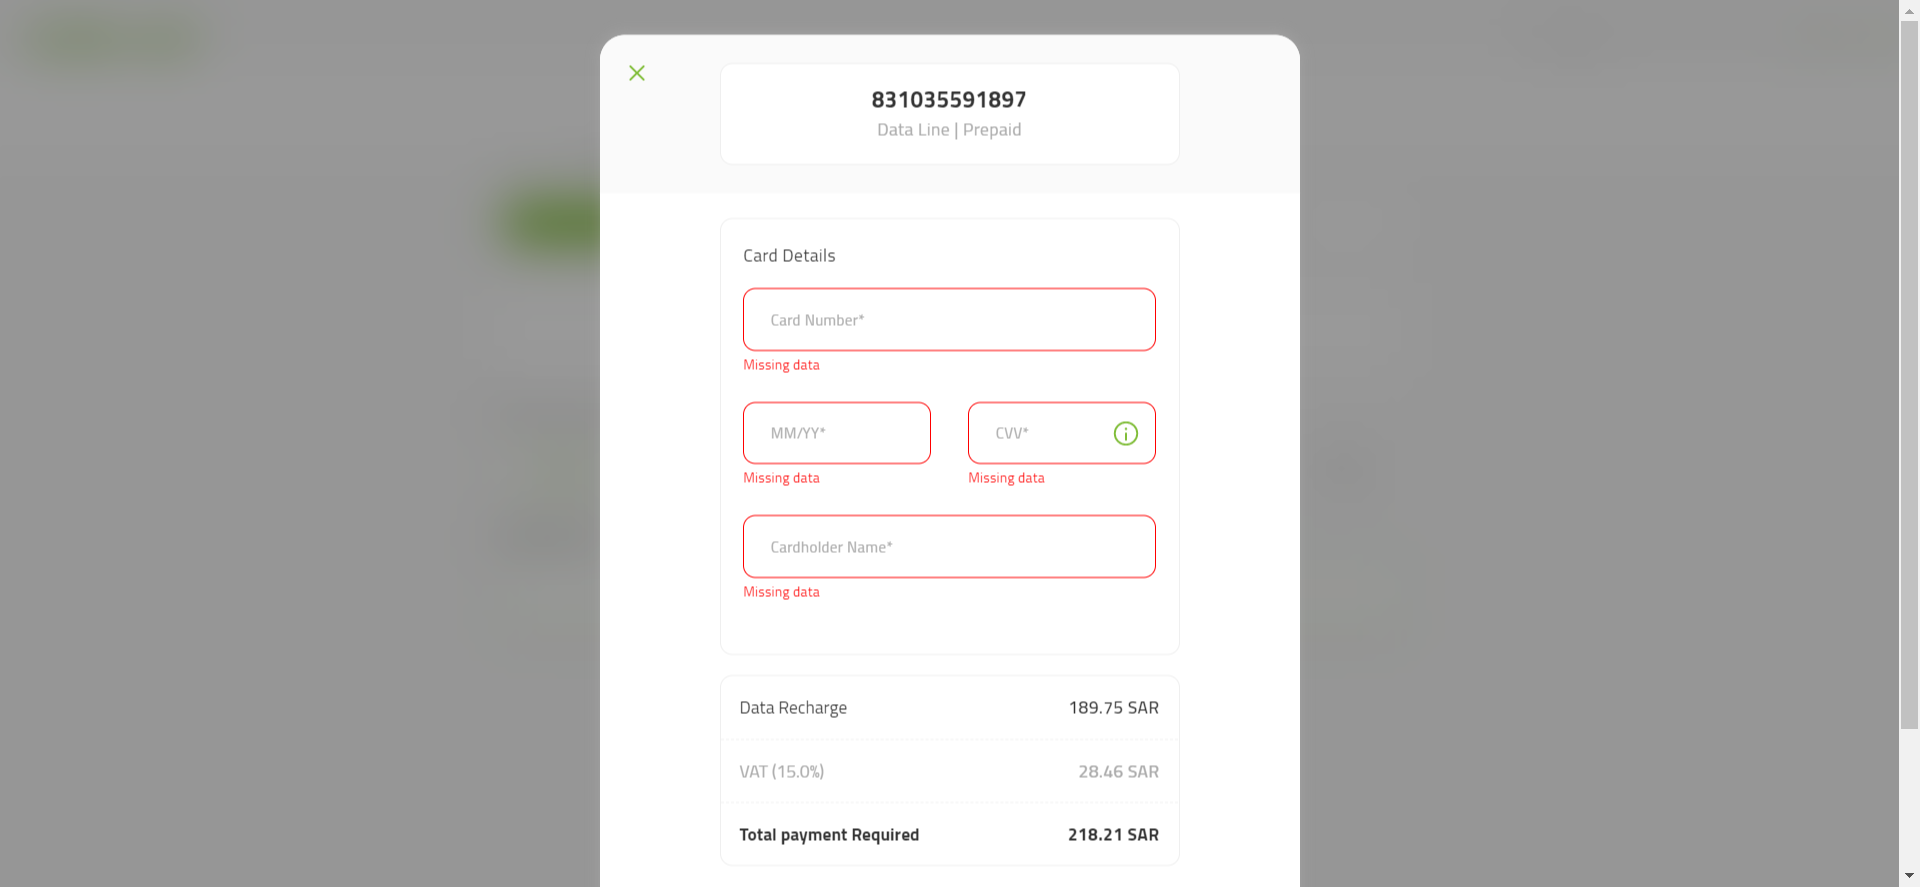 831035591897
Data Line | Prepaid
Card Details
Card Number*
Missing data
MM/YY* CVV*
Missing data Missing data
Cardholder Name*
Missing data
Data Recharge 189.75 SAR
VAT (15.0%) 28.46 SAR
Total payment Required 218.21 SAR